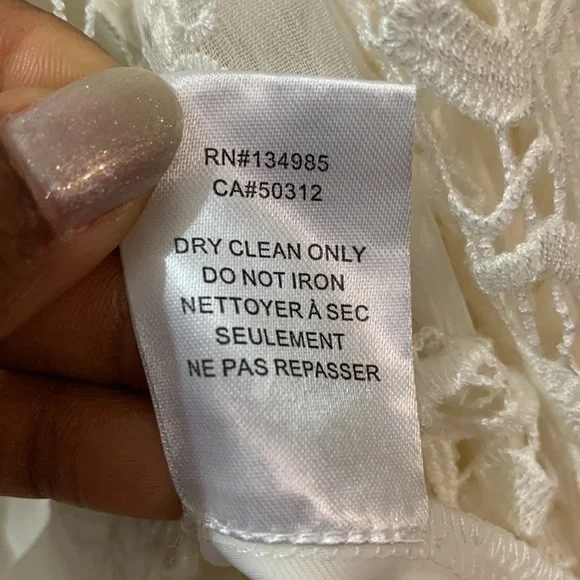 RN#134985
CA#50312
DRY CLEAN ONLY
DO NOT IRON
NETTOYER À SEC
SEULEMENT
NE PAS REPASSER